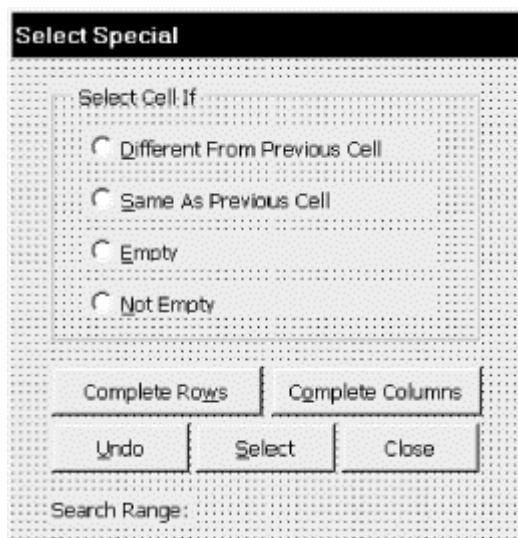 Select Special
Select Cell If
Different From Previous Cell
Same As Previous Cell
Empty
Not Empty
Complete Rows Complete Columns
Undo Select Close
Search Range: